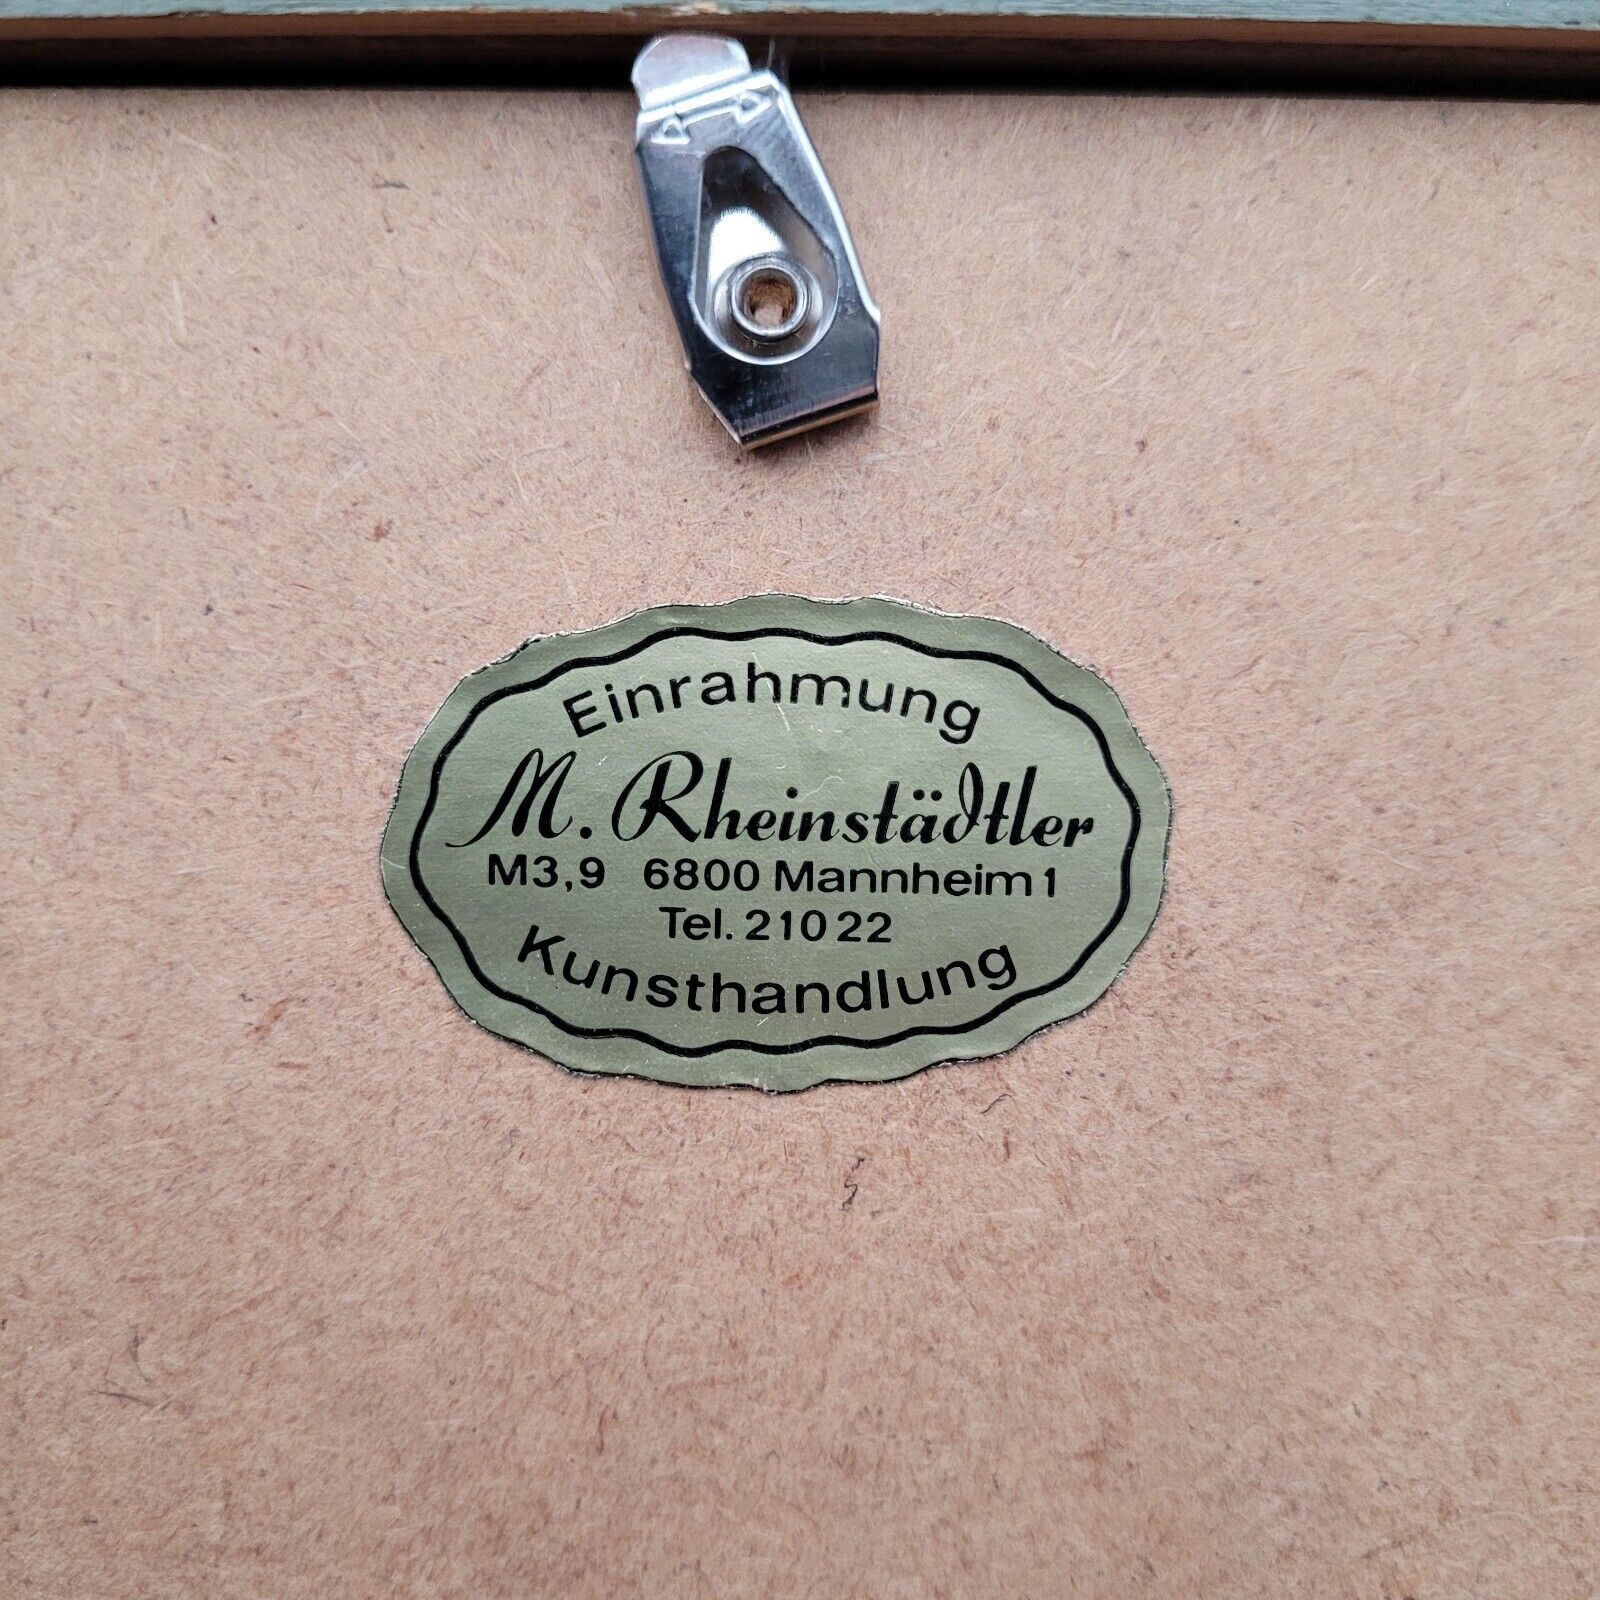 Einrahmung
M. Rheinstädtler
M3,9 6800 Mannheim 1
Tel. 210 22
Kunsthandlung